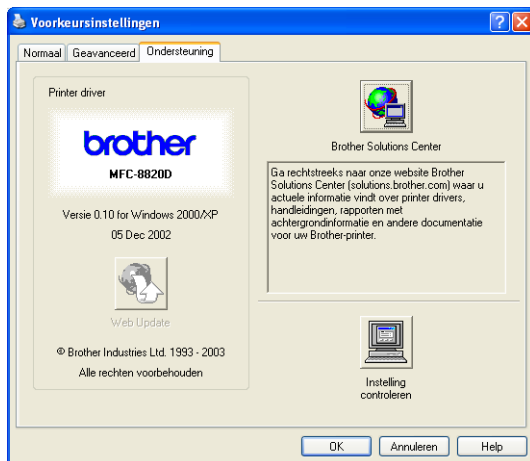 Voorkeursinstellingen
Normaal Geavanceerd Ondersteuning
Printer driver
brother
MFC-8820D
Versie 0.10 for Windows 2000/XP
05 Dec 2002
Web Update
© Brother Industries Ltd. 1993 - 2003
Alle rechten voorbehouden
Brother Solutions Center
Ga rechtstreeks naar onze website Brother
Solutions Center (solutions.brother.com) waar u
actuele informatie vindt over printer drivers,
handleidingen, rapporten met
achtergrondinformatie en andere documentatie
voor uw Brother-printer.
Instelling
controleren
OK Annuleren Help